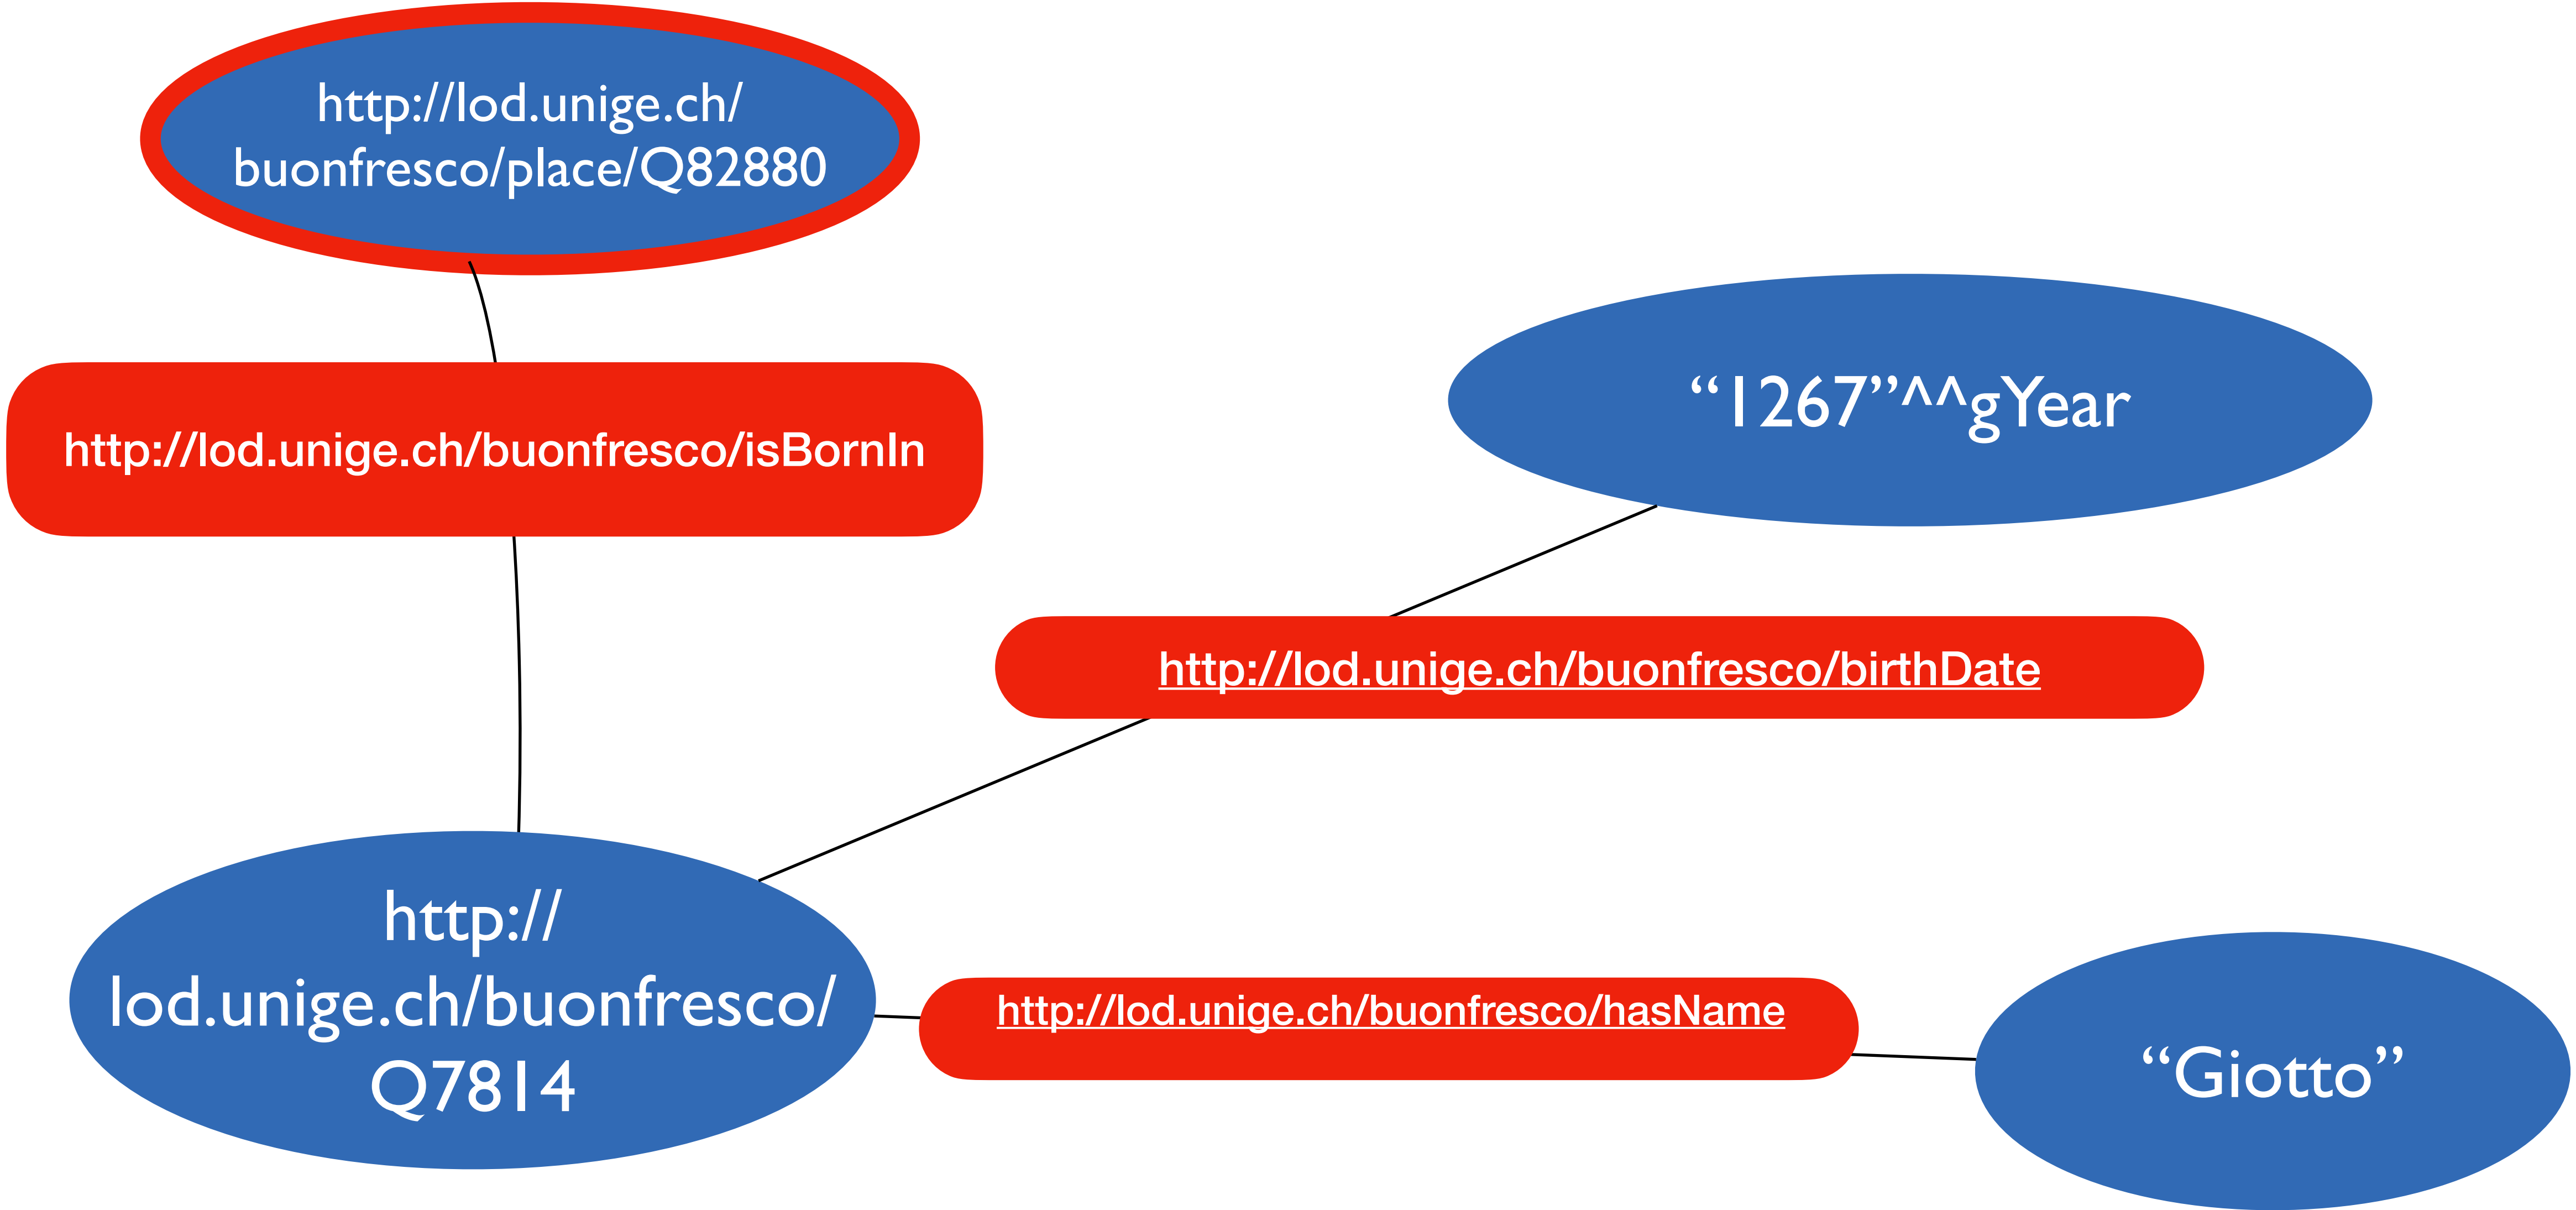 http://lod.unige.ch/
buonfresco/place/Q82880
http://lod.unige.ch/buonfresco/isBornIn
“1267”^^gYear
http://lod.unige.ch/buonfresco/birthDate
http://
lod.unige.ch/buonfresco/
Q7814
http://lod.unige.ch/buonfresco/hasName
“Giotto”